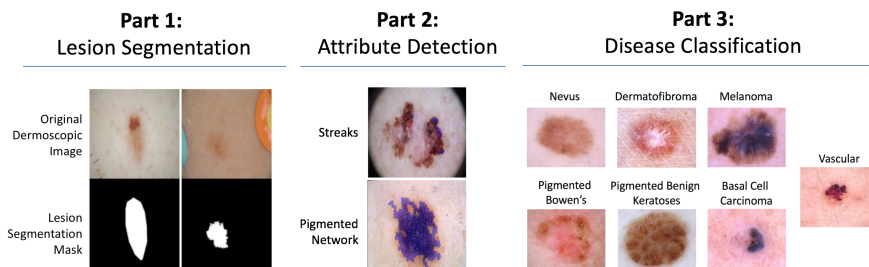 Part 1:
Lesion Segmentation
Original
Dermoscopic
Image
Lesion
Segmentation
Mask
Part 2:
Attribute Detection
Streaks
Pigmented
Network
Part 3:
Disease Classification
Nevus
Dermatofibroma
Melanoma
Pigmented
Bowen's
Pigmented Benign
Keratoses
Basal Cell
Carcinoma
Vascular